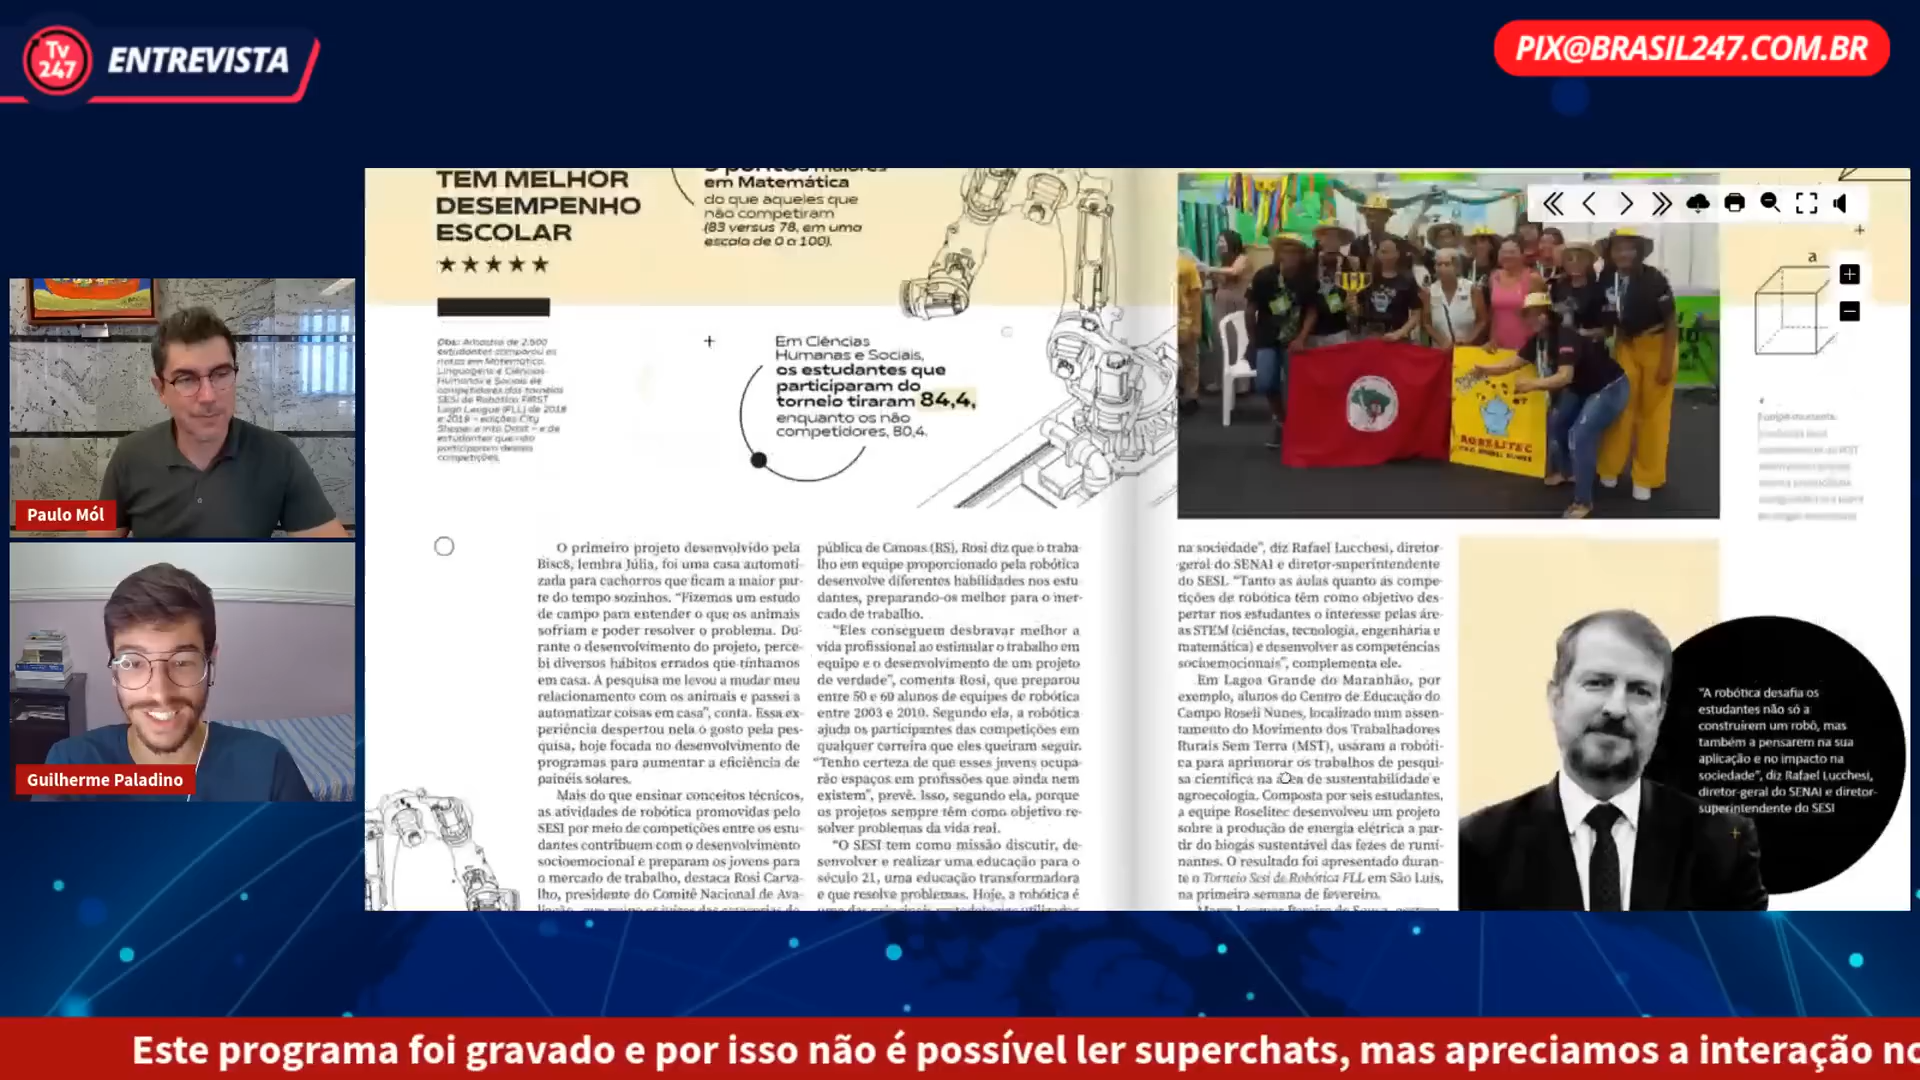 Tv
247
ENTREVISTA
PIX@BRASIL247.COM.BR
Paulo Mól
Guilherme Paladino
TEM MELHOR
DESEMPENHO
ESCOLAR
em Matemática
do que aqueles que
não competiram
(83 versus 78, em uma
escala de 0 a 100).
Em Ciências
Humanas e Sociais,
os estudantes que
participaram do
torneio tiraram 84,4,
enquanto os não
competidores, 80,4.
O primeiro projeto desenvolvido pela
Bisc8, lembra Júlia, foi uma casa automati-
zada para cachorros que ficam a maior par-
te do tempo sozinhos. “Fizemos um estudo
de campo para entender o que os animais
sofriam e poder resolver o problema. Du-
rante o desenvolvimento do projeto, perce-
bi diversos hábitos errados que tínhamos
em casa. A pesquisa me levou a mudar meu
relacionamento com os animais e passei a
automatizar coisas em casa”, conta. Essa ex-
periência despertou nela o gosto pela pes-
quisa, hoje focada no desenvolvimento de
programas para aumentar a eficiência de
painéis solares.
Mais do que ensinar conceitos técnicos,
as atividades de robótica promovidas pelo
SESI por meio de competições entre os estu-
dantes contribuem com o desenvolvimento
socioemocional e preparam os jovens para
o mercado de trabalho, destaca Rosi Carva-
lho, presidente do Comitê Nacional de Ava-
pública de Canoas (RS). Rosi diz que o traba-
lho em equipe proporcionado pela robótica
desenvolve diferentes habilidades nos estu-
dantes, preparando-os melhor para o mer-
cado de trabalho.
“Eles conseguem desbravar melhor a
vida profissional ao estimular o trabalho em
equipe e o desenvolvimento de um projeto
de verdade”, comenta Rosi, que preparou
entre 50 e 60 alunos de equipes de robótica
entre 2003 e 2010. Segundo ela, a robótica
ajuda os participantes das competições em
qualquer carreira que eles queiram seguir.
“Tenho certeza de que esses jovens ocupa-
rão espaços em profissões que ainda nem
existem”, prevê. Isso, segundo ela, porque
os projetos sempre têm como objetivo re-
solver problemas da vida real.
“O SESI tem como missão discutir, de-
senvolver e realizar uma educação para o
século 21, uma educação transformadora
e que resolve problemas. Hoje, a robótica é
a
ROSELITEC
na sociedade”, diz Rafael Lucchesi, diretor-
geral do SENAI e diretor-superintendente
do SESI. “Tanto as aulas quanto as compe-
tições de robótica têm como objetivo des-
pertar nos estudantes o interesse pelas áre-
as STEM (ciências, tecnologia, engenharia e
matemática) e desenvolver as competências
socioemocionais”, complementa ele.
Em Lagoa Grande do Maranhão, por
exemplo, alunos do Centro de Educação do
Campo Roseli Nunes, localizado num assen-
tamento do Movimento dos Trabalhadores
Rurais Sem Terra (MST), usaram a robóti-
ca para aprimorar os trabalhos de pesqui-
sa científica na área de sustentabilidade e
agroecologia. Composta por seis estudantes,
a equipe Roselitec desenvolveu um projeto
sobre a produção de energia elétrica a par-
tir do biogás sustentável das fezes de rumi-
nantes. O resultado foi apresentado duran-
te o Torneio Sesi de Robótica FLL em São Luís,
na primeira semana de fevereiro.
“A robótica desafia os
estudantes não só a
construírem um robô, mas
também a pensarem na sua
aplicação e no impacto na
sociedade”, diz Rafael Lucchesi,
diretor-geral do SENAI e diretor-
superintendente do SESI
Este programa foi gravado e por isso não é possível ler superchats, mas apreciamos a interação no